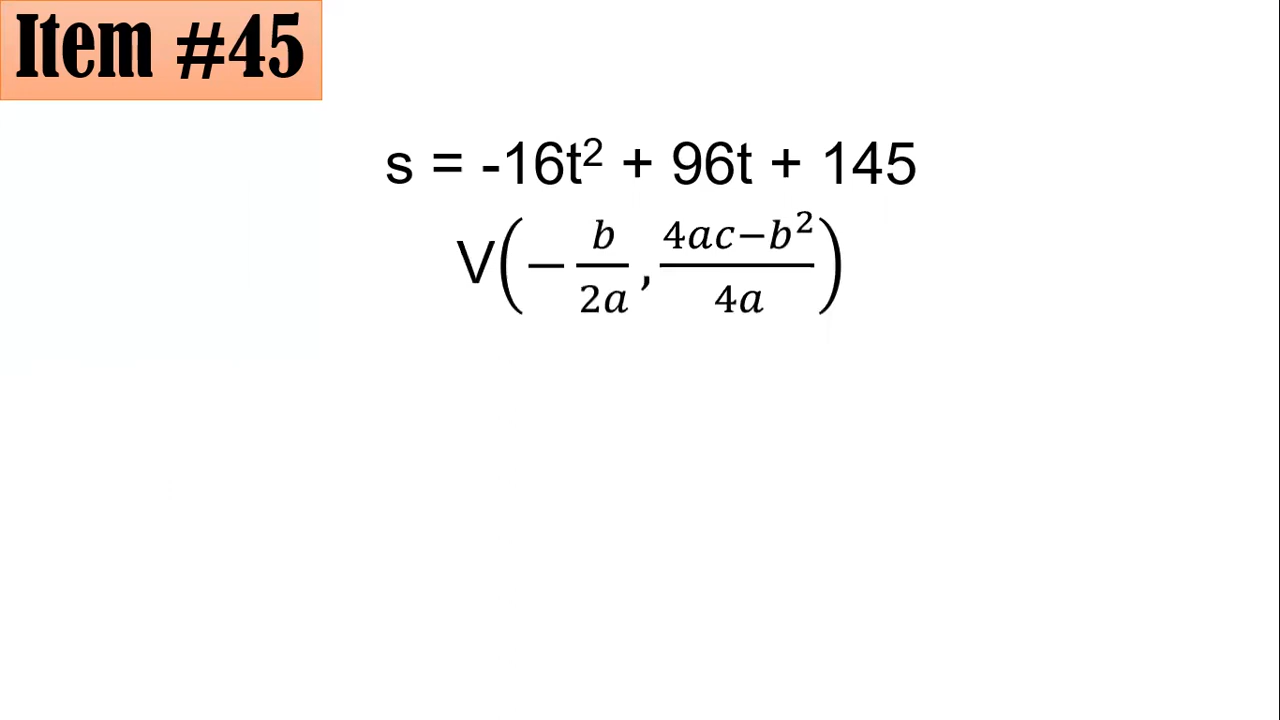 Item #45
s = -16t² + 96t + 145
V(−b/2a, 4ac−b²/4a)